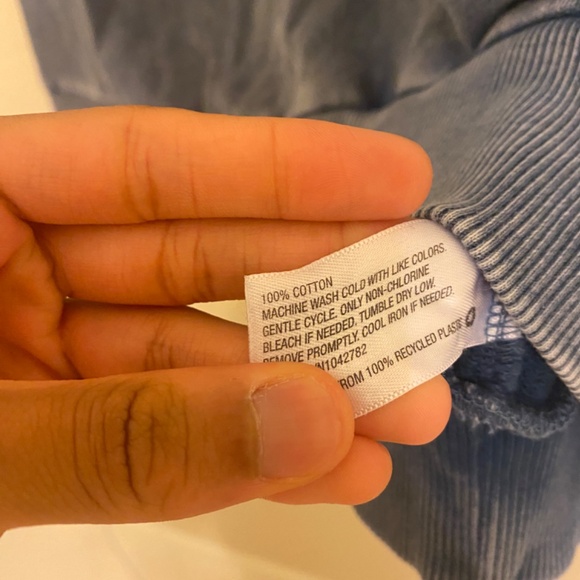 100% COTTON
MACHINE WASH COLD WITH LIKE COLORS.
GENTLE CYCLE. ONLY NON-CHLORINE
BLEACH IF NEEDED. TUMBLE DRY LOW.
REMOVE PROMPTLY. COOL IRON IF NEEDED.
N1042782
FROM 100% RECYCLED PLASTIC